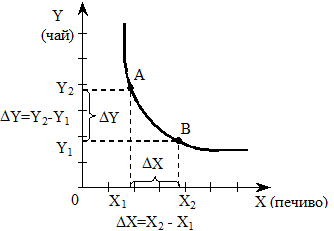 Y
(чай)
Y2
A
ΔY=Y2-Y1
ΔY
B
Y1
ΔX
0
X1
X2
X (печиво)
ΔX=X2 - X1